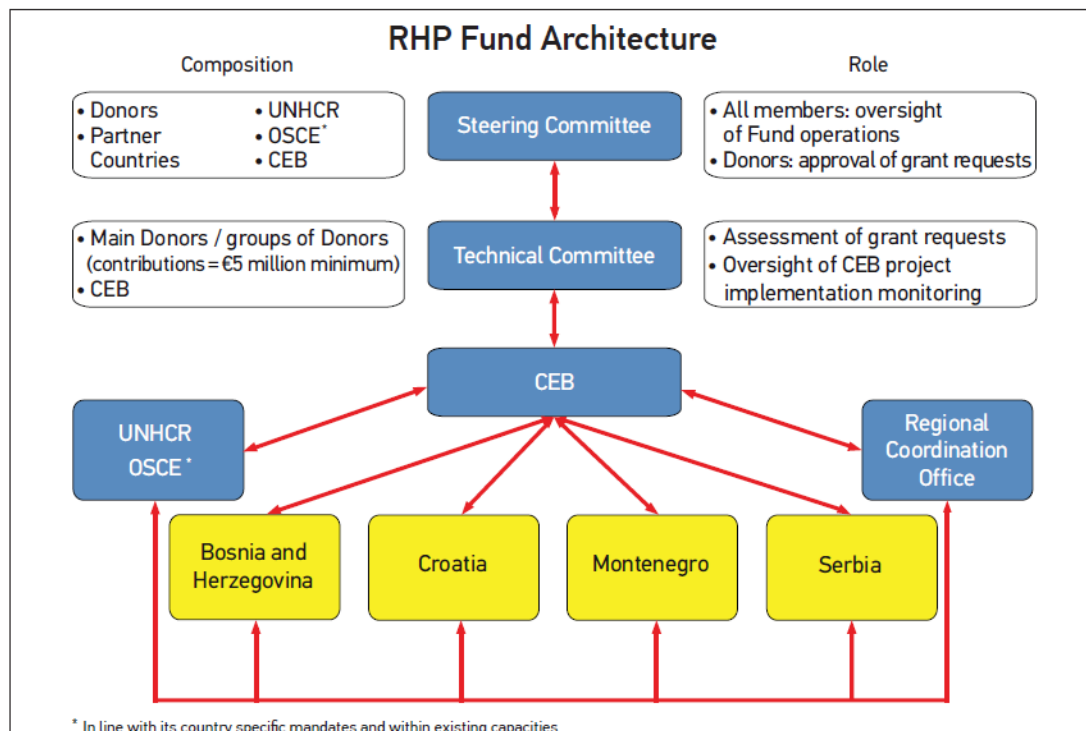 RHP Fund Architecture
Composition
Role
• Donors
• Partner
Countries
• UNHCR
• OSCE*
• CEB
Steering Committee
• All members: oversight
of Fund operations
• Donors: approval of grant requests
• Main Donors / groups of Donors
(contributions = €5 million minimum)
• CEB
Technical Committee
• Assessment of grant requests
• Oversight of CEB project
implementation monitoring
CEB
UNHCR
OSCE *
Regional
Coordination
Office
Bosnia and
Herzegovina
Croatia
Montenegro
Serbia
* In line with its country specific mandates and within existing capacities